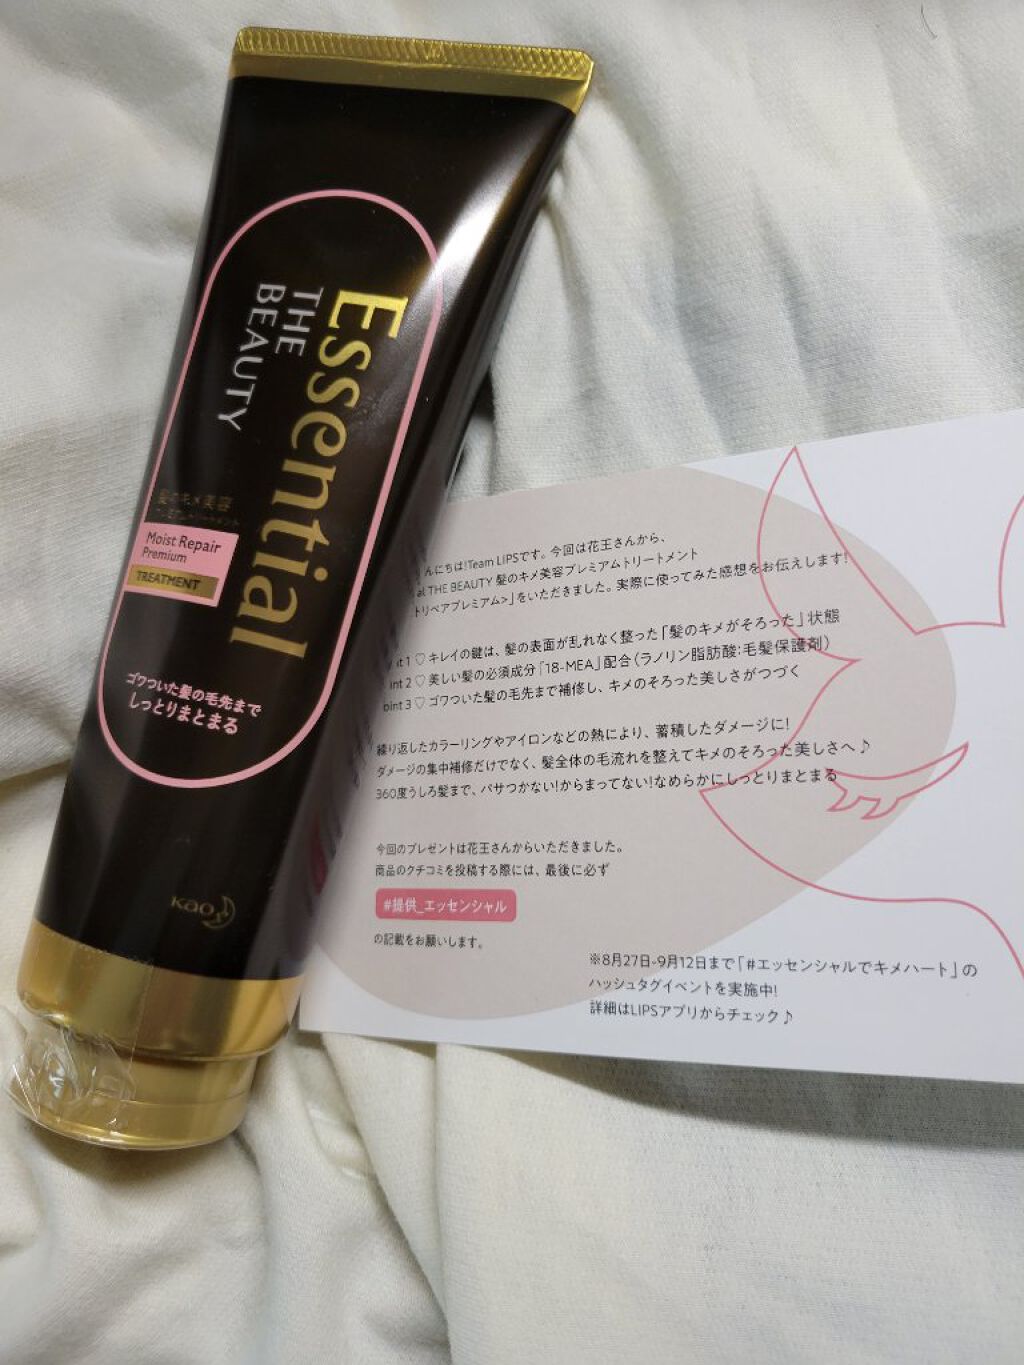 Essential
THE
BEAUTY
髪のキメ美容
プレミアムトリートメント
Moist Repair
Premium
TREATMENT
ゴワついた髪の毛先まで
しっとりまとまる
Kao
んにちは!Team LIPSです。今回は花王さんから、
al THE BEAUTY 髪のキメ美容プレミアムトリートメント
トリペアプレミアム>」をいただきました。実際に使ってみた感想をお伝えします!
int 1 ♡ キレイの鍵は、髪の表面が乱れなく整った「髪のキメがそろった」状態
int 2 ♡ 美しい髪の必須成分「18-MEA」配合(ラノリン脂肪酸:毛髪保護剤)
oint 3 ♡ ゴワついた髪の毛先まで補修し、キメのそろった美しさがつづく
繰り返したカラーリングやアイロンなどの熱により、蓄積したダメージに!
ダメージの集中補修だけでなく、髪全体の毛流れを整えてキメのそろった美しさへ♪
360度うしろ髪まで、パサつかない!からまってない!なめらかにしっとりまとまる
今回のプレゼントは花王さんからいただきました。
商品のクチコミを投稿する際には、最後に必ず
#提供_エッセンシャル
の記載をお願いします。
※8月27日-9月12日まで「#エッセンシャルでキメハート」の
ハッシュタグイベントを実施中!
詳細はLIPSアプリからチェック♪